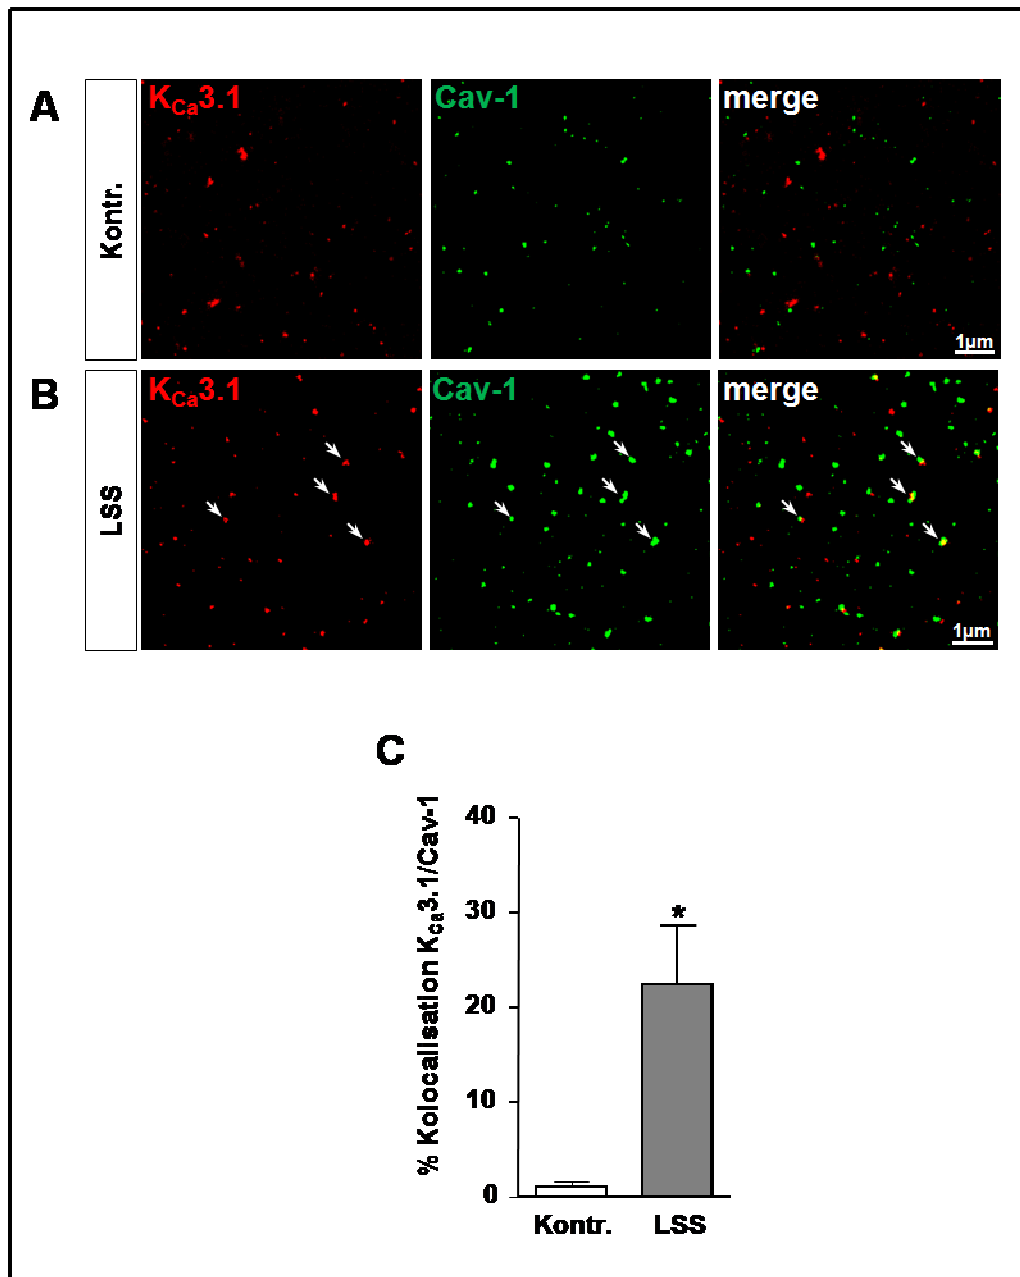 A
Kontr.
KCa3.1
Cav-1
merge
1µm
B
LSS
KCa3.1
Cav-1
merge
1µm
C
% Kolocalisation KCa3.1/Cav-1
40
30
20
10
0
*
Kontr.
LSS